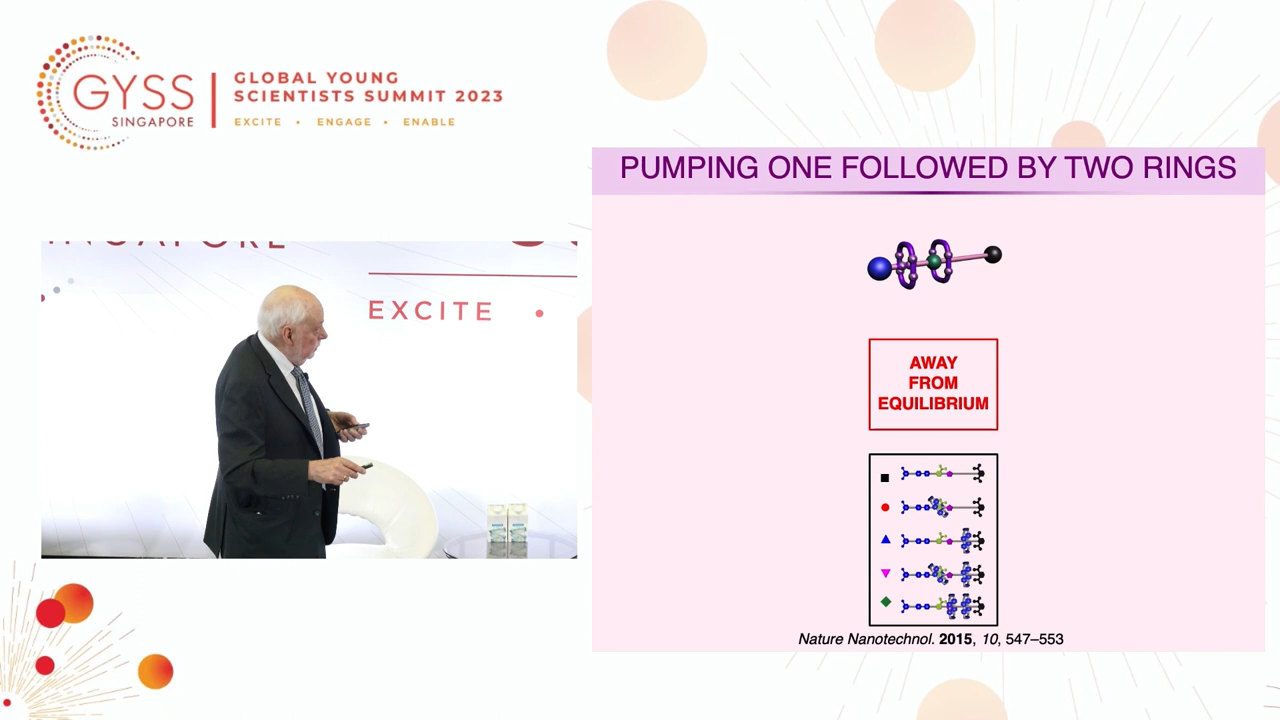 GYSS
SINGAPORE
GLOBAL YOUNG
SCIENTISTS SUMMIT 2023
EXCITE • ENGAGE • ENABLE
SINGAPORE
EXCITE •
PUMPING ONE FOLLOWED BY TWO RINGS
AWAY
FROM
EQUILIBRIUM
Nature Nanotechnol. 2015, 10, 547–553